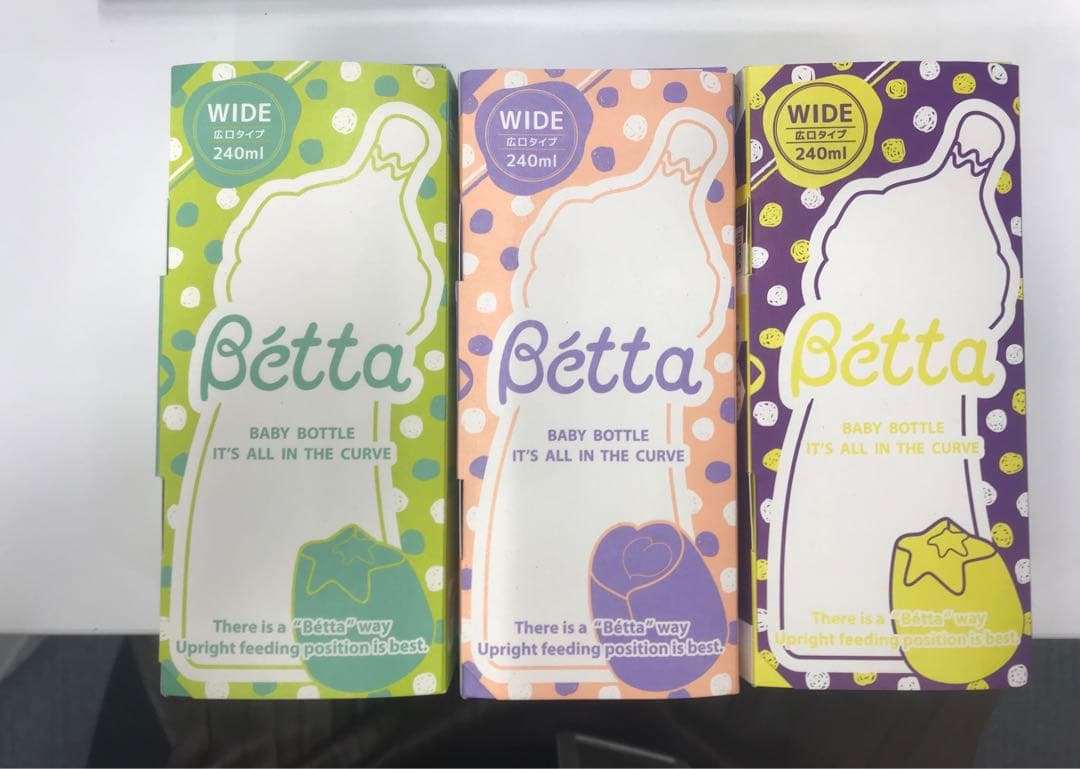 WIDE
広口タイプ
240ml
Bétta
BABY BOTTLE
IT'S ALL IN THE CURVE
There is a "Bétta" way
Upright feeding position is best.
WIDE
広口タイプ
240ml
Bétta
BABY BOTTLE
IT'S ALL IN THE CURVE
There is a "Bétta" way
Upright feeding position is best.
WIDE
広口タイプ
240ml
Bétta
BABY BOTTLE
IT'S ALL IN THE CURVE
There is a "Bétta" way
Upright feeding position is best.